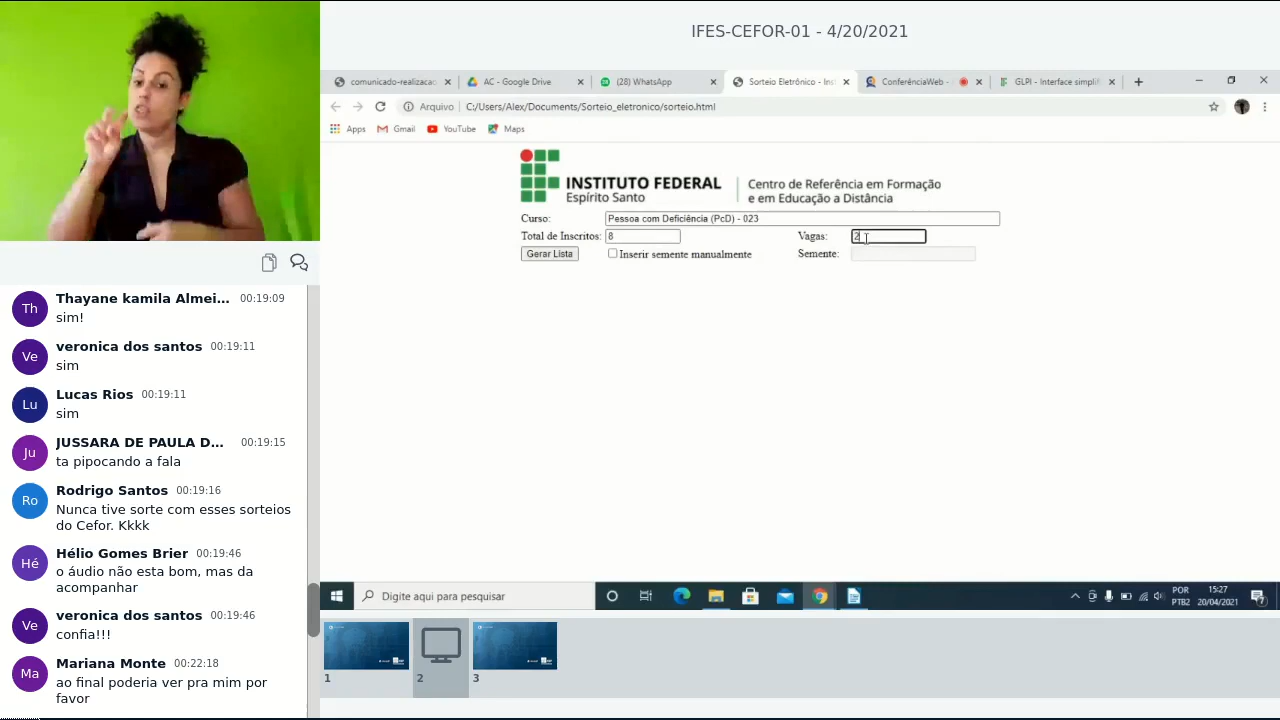 IFES-CEFOR-01 - 4/20/2021
comunicado-realizacac
AC - Google Drive
(28) WhatsApp
Sorteio Eletrônico - Inst
ConferênciaWeb -
GLPI - Interface simplifi
Arquivo | C:/Users/Alex/Documents/Sorteio_eletronico/sorteio.html
Apps Gmail YouTube Maps
INSTITUTO FEDERAL
Espírito Santo
Centro de Referência em Formação
e em Educação a Distância
Curso: Pessoa com Deficiência (PcD) - 023
Total de Inscritos: 8 Vagas: 2
Gerar Lista Inserir semente manualmente Semente:
Th Thayane kamila Almei... 00:19:09
sim!
Ve veronica dos santos 00:19:11
sim
Lu Lucas Rios 00:19:11
sim
Ju JUSSARA DE PAULA D... 00:19:15
ta pipocando a fala
Ro Rodrigo Santos 00:19:16
Nunca tive sorte com esses sorteios
do Cefor. Kkkk
Hé Hélio Gomes Brier 00:19:46
o áudio não esta bom, mas da
acompanhar
Ve veronica dos santos 00:19:46
confia!!!
Ma Mariana Monte 00:22:18
ao final poderia ver pra mim por
favor
Digite aqui para pesquisar
POR
PTB2
15:27
20/04/2021
1 2 3